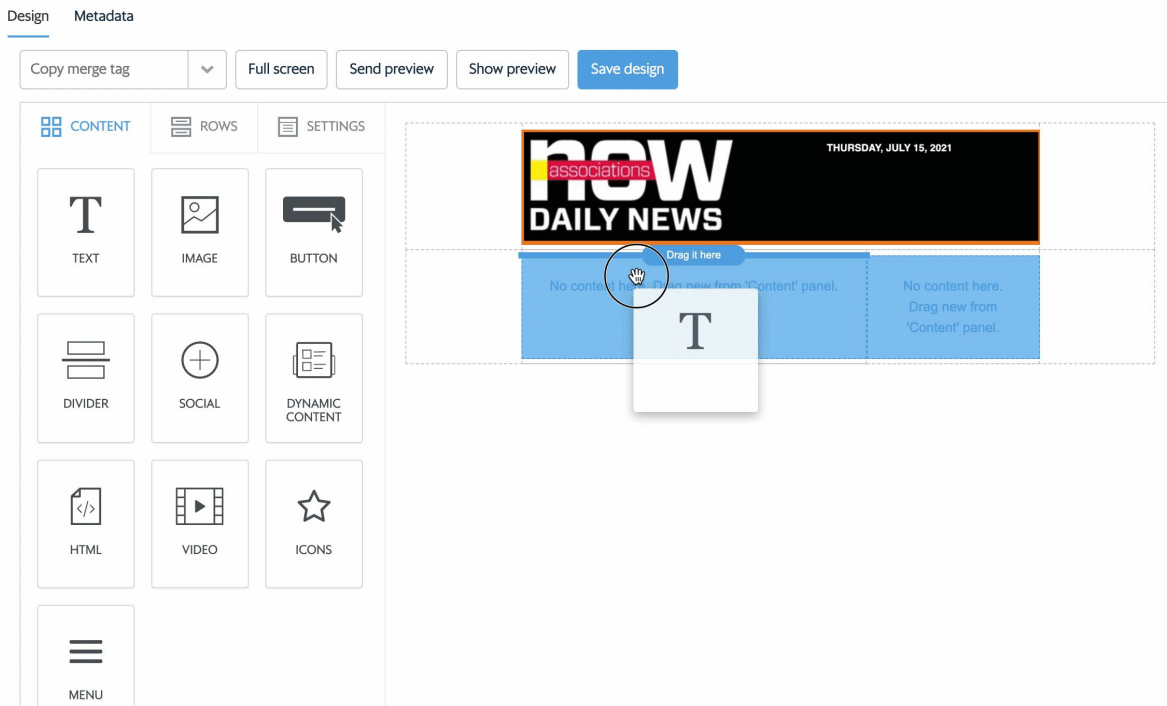 Design Metadata
Copy merge tag Full screen Send preview Show preview Save design
CONTENT ROWS SETTINGS
now
associations
DAILY NEWS
THURSDAY, JULY 15, 2021
Drag it here
No content here. Drag new from 'Content' panel.
No content here.
Drag new from
'Content' panel.
T
T
TEXT IMAGE BUTTON
DIVIDER SOCIAL DYNAMIC
CONTENT
</>
HTML VIDEO ICONS
MENU